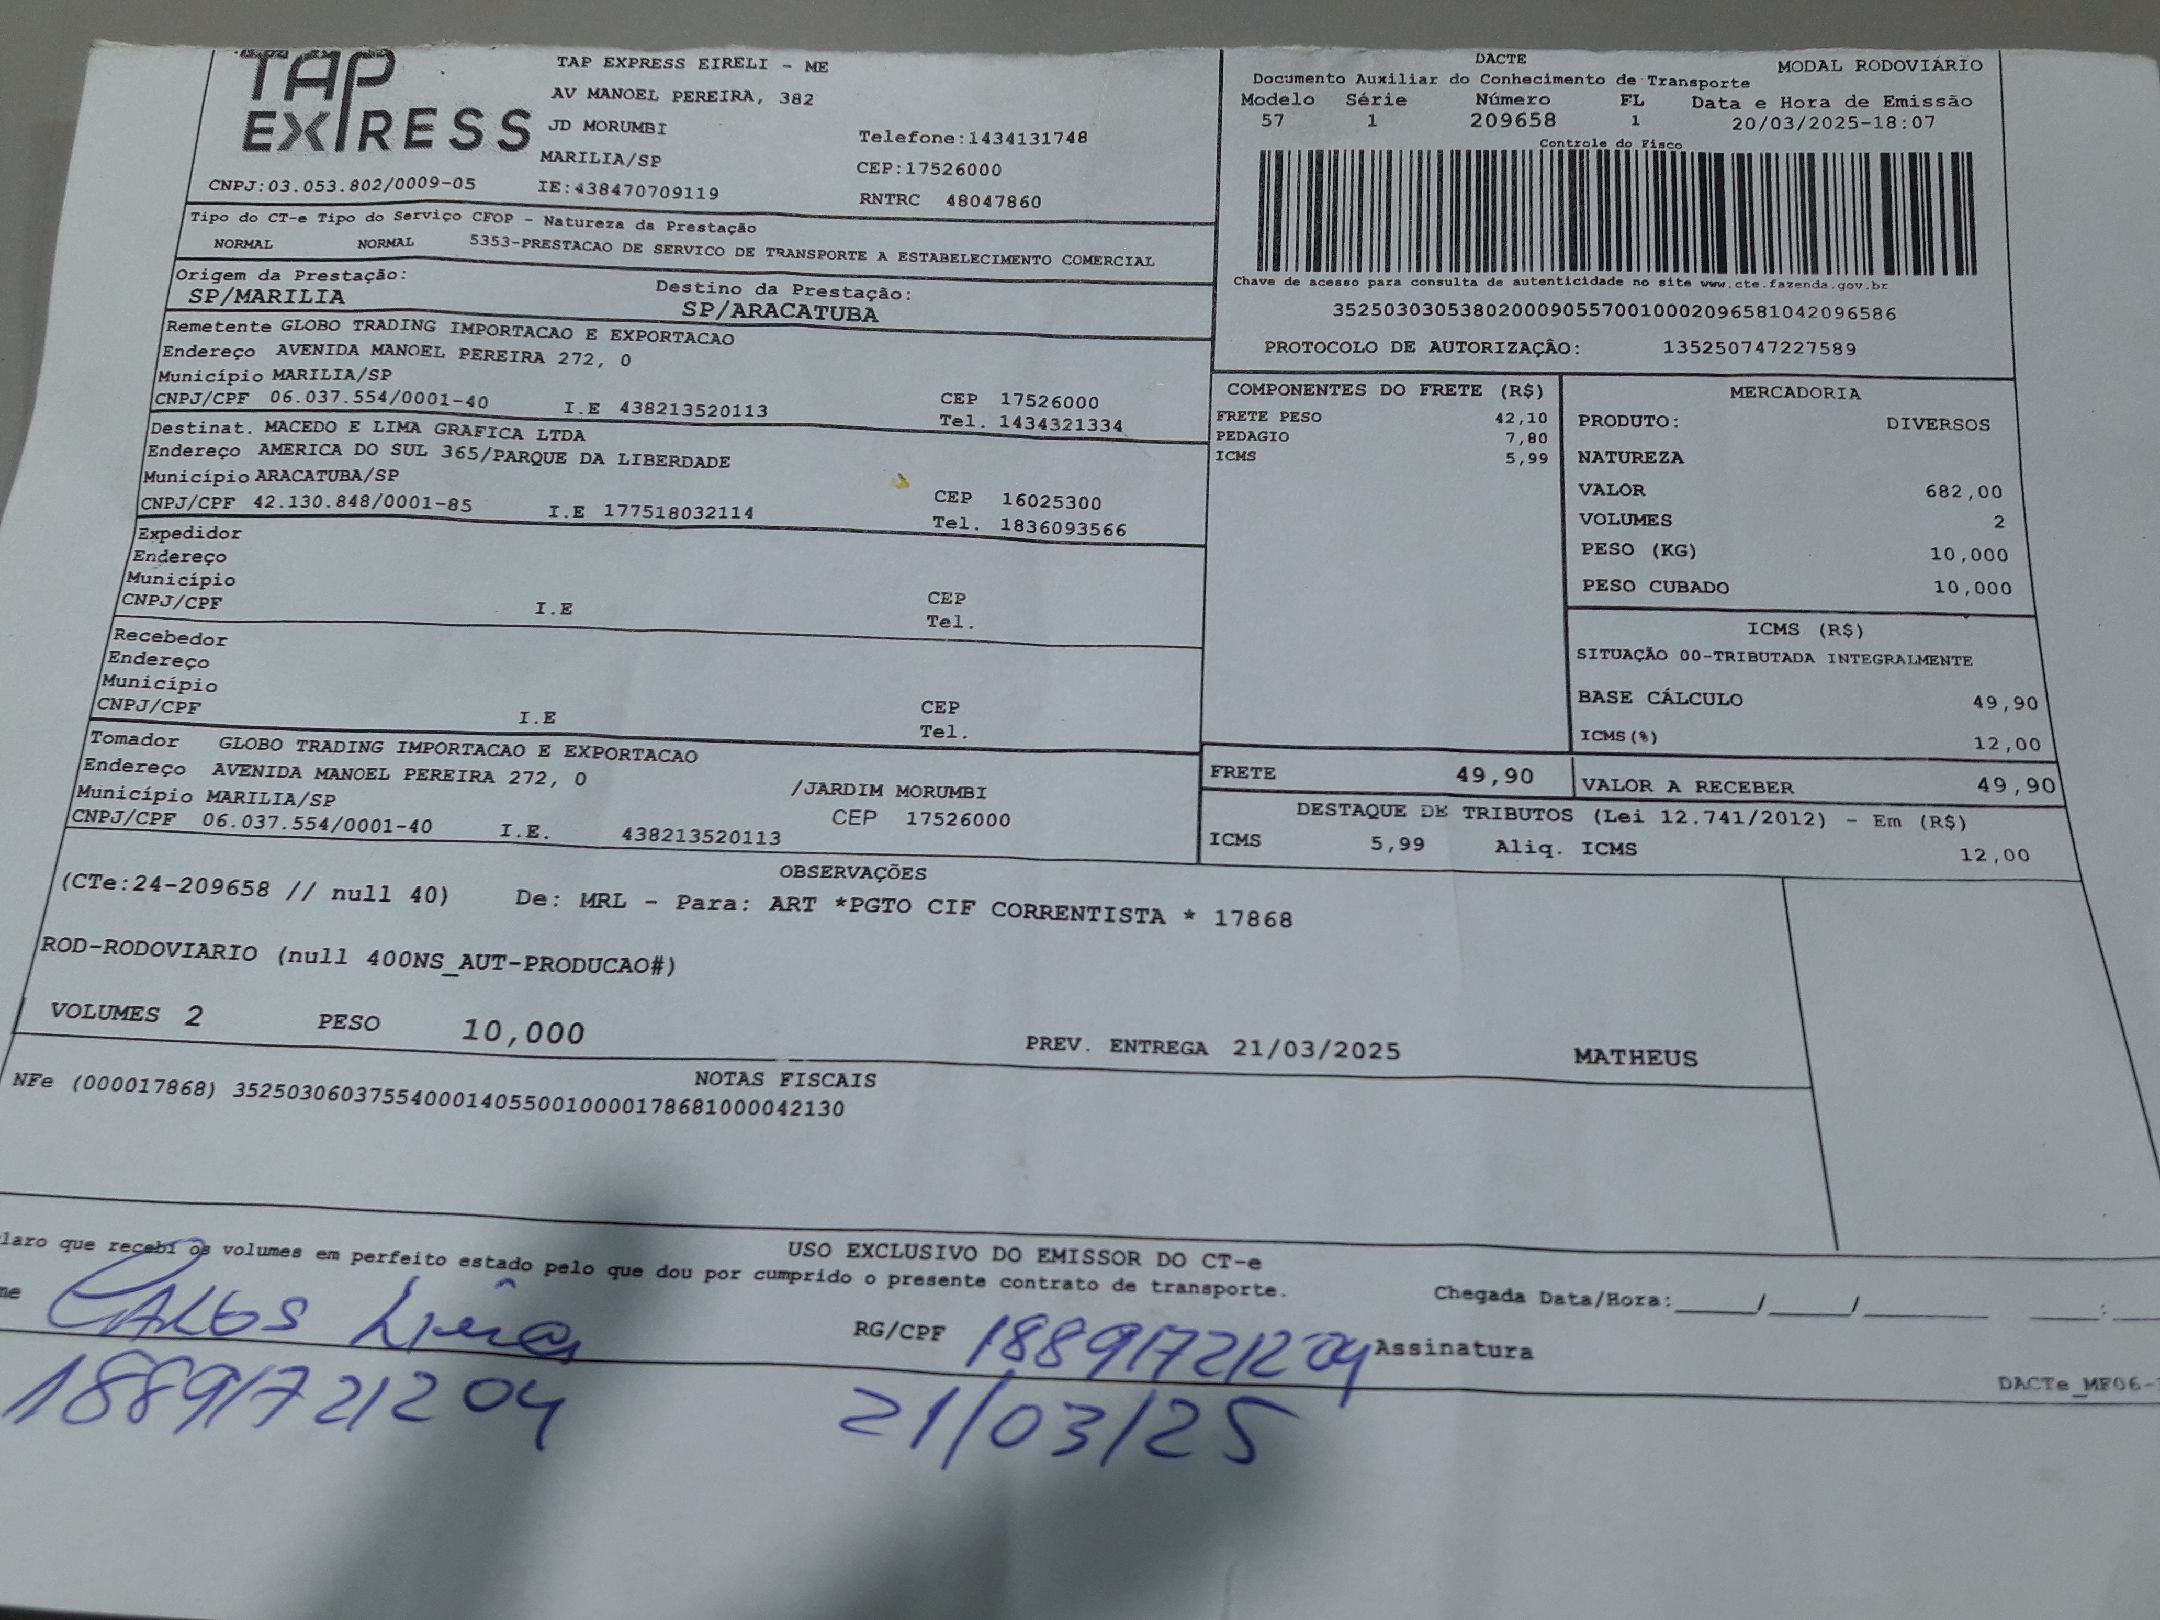 TAP EXPRESS
TAP EXPRESS EIRELI - ME
AV MANOEL PEREIRA, 382
JD MORUMBI
MARILIA/SP
Telefone:1434131748
CEP:17526000
CNPJ:03.053.802/0009-05 IE:438470709119 RNTRC 48047860
DACTE
MODAL RODOVIÁRIO
Documento Auxiliar do Conhecimento de Transporte
Modelo Série Número FL Data e Hora de Emissão
57 1 209658 1 20/03/2025-18:07
Controle do Fisco
Chave de acesso para consulta de autenticidade no site www.cte.fazenda.gov.br
35250303053802000905570010002096581042096586
PROTOCOLO DE AUTORIZAÇÃO: 135250747227589
Tipo do CT-e Tipo do Serviço CFOP - Natureza da Prestação
NORMAL NORMAL 5353-PRESTACAO DE SERVICO DE TRANSPORTE A ESTABELECIMENTO COMERCIAL
Origem da Prestação: Destino da Prestação:
SP/MARILIA SP/ARACATUBA
Remetente GLOBO TRADING IMPORTACAO E EXPORTACAO
Endereço AVENIDA MANOEL PEREIRA 272, 0
Município MARILIA/SP CEP 17526000
CNPJ/CPF 06.037.554/0001-40 I.E 438213520113 Tel. 1434321334
Destinat. MACEDO E LIMA GRAFICA LTDA
Endereço AMERICA DO SUL 365/PARQUE DA LIBERDADE
Município ARACATUBA/SP CEP 16025300
CNPJ/CPF 42.130.848/0001-85 I.E 177518032114 Tel. 1836093566
Expedidor
Endereço
Município CEP
CNPJ/CPF I.E Tel.
Recebedor
Endereço
Município CEP
CNPJ/CPF I.E Tel.
Tomador GLOBO TRADING IMPORTACAO E EXPORTACAO
Endereço AVENIDA MANOEL PEREIRA 272, 0 /JARDIM MORUMBI
Município MARILIA/SP CEP 17526000
CNPJ/CPF 06.037.554/0001-40 I.E. 438213520113
COMPONENTES DO FRETE (R$)
FRETE PESO 42,10
PEDAGIO 7,80
ICMS 5,99
MERCADORIA
PRODUTO: DIVERSOS
NATUREZA
VALOR 682,00
VOLUMES 2
PESO (KG) 10,000
PESO CUBADO 10,000
ICMS (R$)
SITUAÇÃO 00-TRIBUTADA INTEGRALMENTE
BASE CÁLCULO 49,90
ICMS(%) 12,00
FRETE 49,90 VALOR A RECEBER 49,90
DESTAQUE DE TRIBUTOS (Lei 12.741/2012) - Em (R$)
ICMS 5,99 Aliq. ICMS 12,00
OBSERVAÇÕES
(CTe:24-209658 // null 40) De: MRL - Para: ART *PGTO CIF CORRENTISTA * 17868
ROD-RODOVIARIO (null 400NS_AUT-PRODUCAO#)
VOLUMES 2 PESO 10,000 PREV. ENTREGA 21/03/2025 MATHEUS
NOTAS FISCAIS
NFe (000017868) 35250306037554000140550010000178681000042130
USO EXCLUSIVO DO EMISSOR DO CT-e
laro que recebi os volumes em perfeito estado pelo que dou por cumprido o presente contrato de transporte.
Chegada Data/Hora:_____/_____/_______ ____:
me Carlos RG/CPF 18891721204 Assinatura
DACTe_MF06-
18891721204 21/03/25